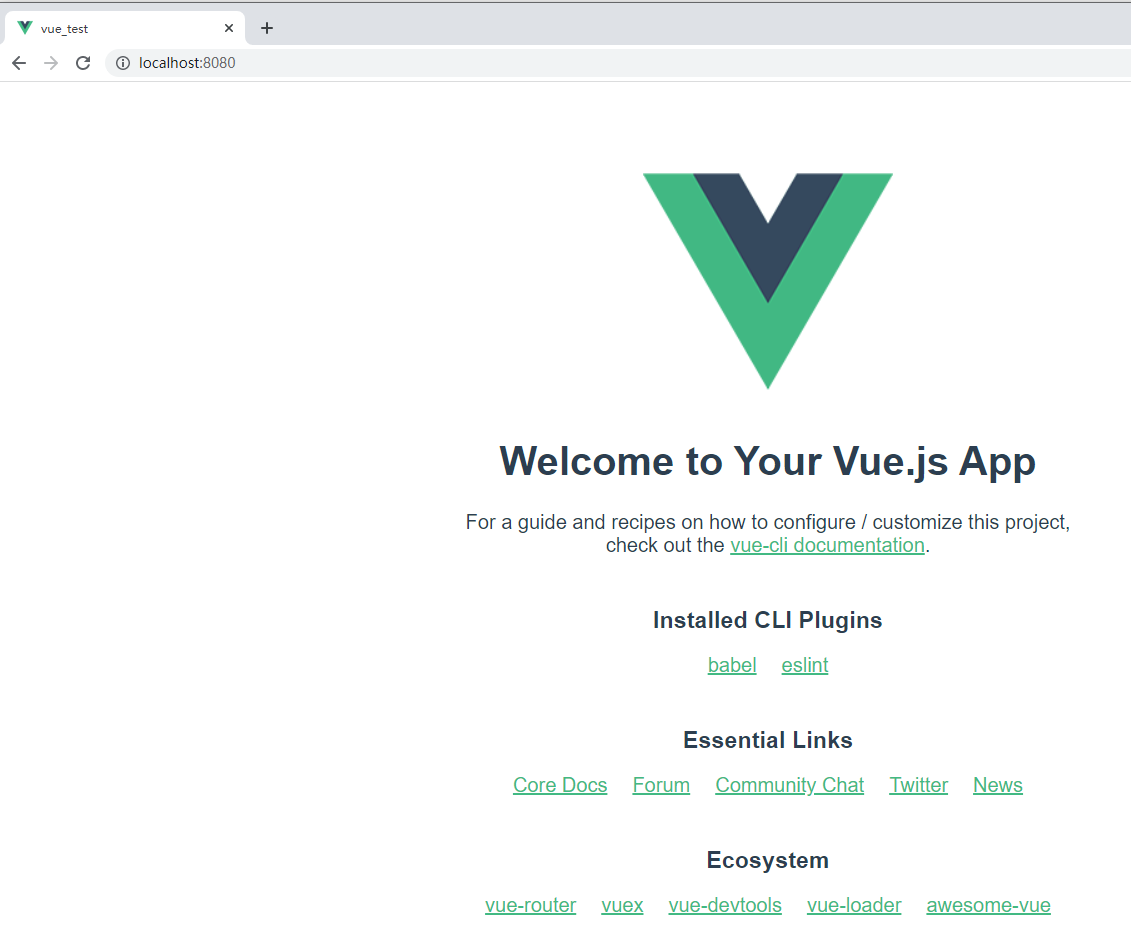 vue_test
localhost:8080
Welcome to Your Vue.js App
For a guide and recipes on how to configure / customize this project,
check out the vue-cli documentation.
Installed CLI Plugins
babel eslint
Essential Links
Core Docs Forum Community Chat Twitter News
Ecosystem
vue-router vuex vue-devtools vue-loader awesome-vue